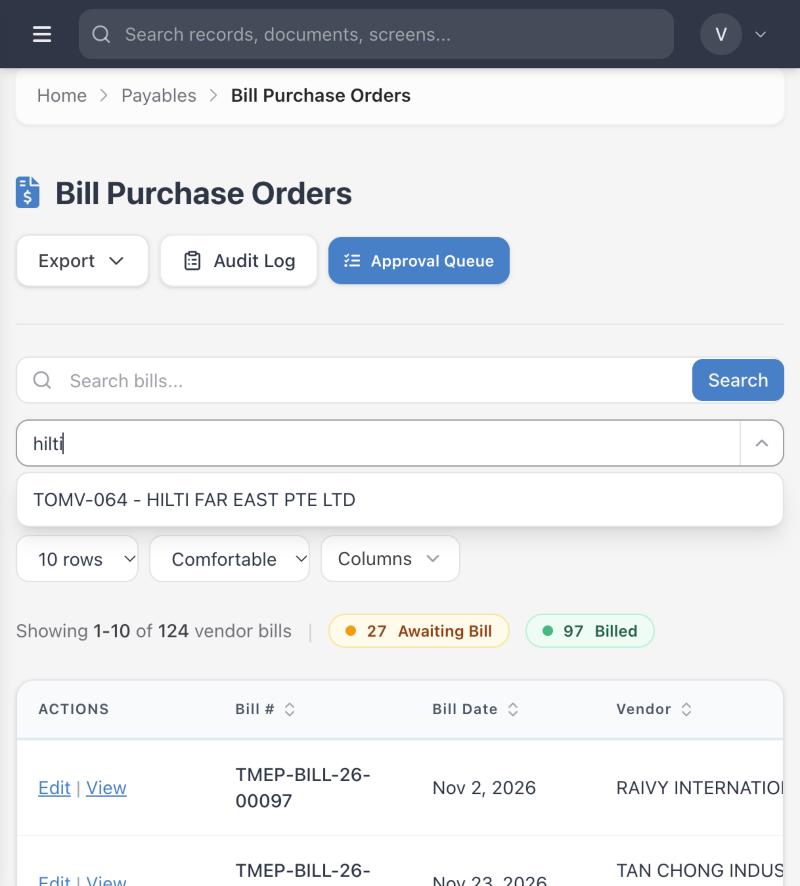 Search records, documents, screens...
V
Home > Payables > Bill Purchase Orders
Bill Purchase Orders
Export
Audit Log
Approval Queue
Search bills...
Search
hilti
TOMV-064 - HILTI FAR EAST PTE LTD
10 rows
Comfortable
Columns
Showing 1-10 of 124 vendor bills | 27 Awaiting Bill 97 Billed
ACTIONS Bill # Bill Date Vendor
Edit | View TMEP-BILL-26-00097 Nov 2, 2026 RAIVY INTERNATIO
Edit | View TMEP-BILL-26- Nov 23, 2026 TAN CHONG INDUS